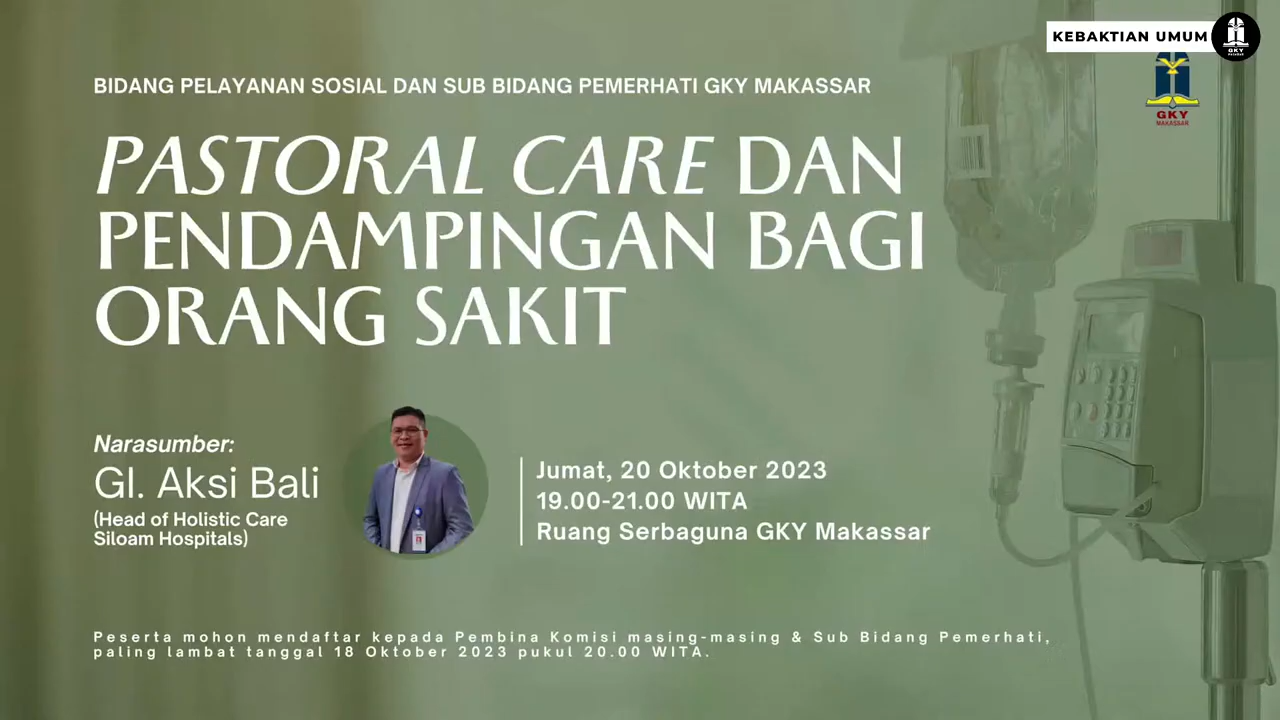 KEBAKTIAN UMUM
GKY
GKY
MAKASSAR
BIDANG PELAYANAN SOSIAL DAN SUB BIDANG PEMERHATI GKY MAKASSAR
PASTORAL CARE DAN
PENDAMPINGAN BAGI
ORANG SAKIT
Narasumber:
GI. Aksi Bali
(Head of Holistic Care
Siloam Hospitals)
Jumat, 20 Oktober 2023
19.00-21.00 WITA
Ruang Serbaguna GKY Makassar
Peserta mohon mendaftar kepada Pembina Komisi masing-masing & Sub Bidang Pemerhati,
paling lambat tanggal 18 Oktober 2023 pukul 20.00 WITA.